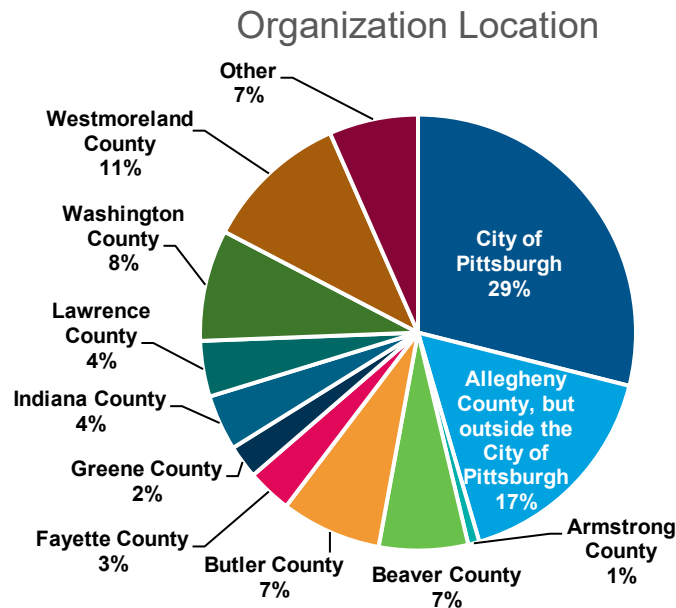 Organization Location
Other
7%
Westmoreland
County
11%
Washington
County
8%
Lawrence
County
4%
Indiana County
4%
Greene County
2%
Fayette County
3%
Butler County
7%
Beaver County
7%
Armstrong
County
1%
Allegheny
County, but
outside the
City of
Pittsburgh
17%
City of
Pittsburgh
29%